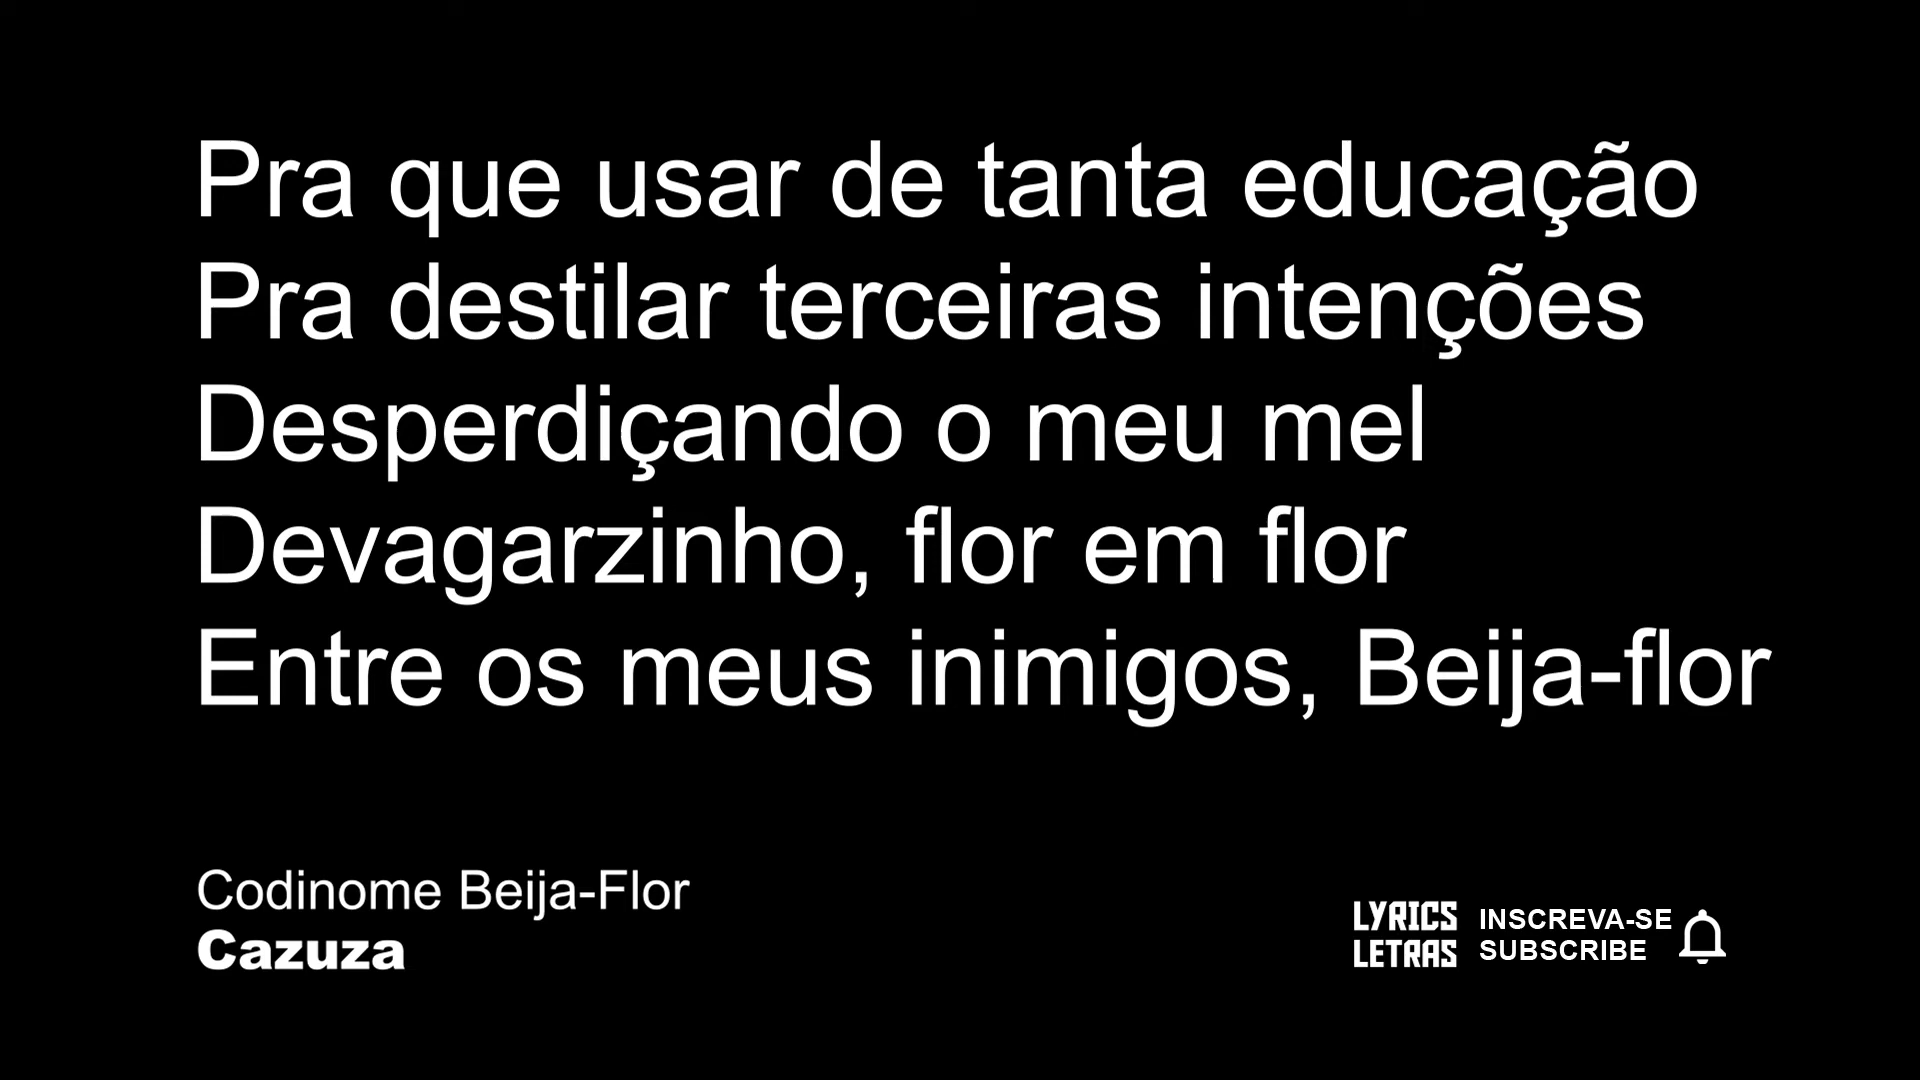 Pra que usar de tanta educação
Pra destilar terceiras intenções
Desperdiçando o meu mel
Devagarzinho, flor em flor
Entre os meus inimigos, Beija-flor
Codinome Beija-Flor
Cazuza
LYRICS
LETRAS
INSCREVA-SE
SUBSCRIBE